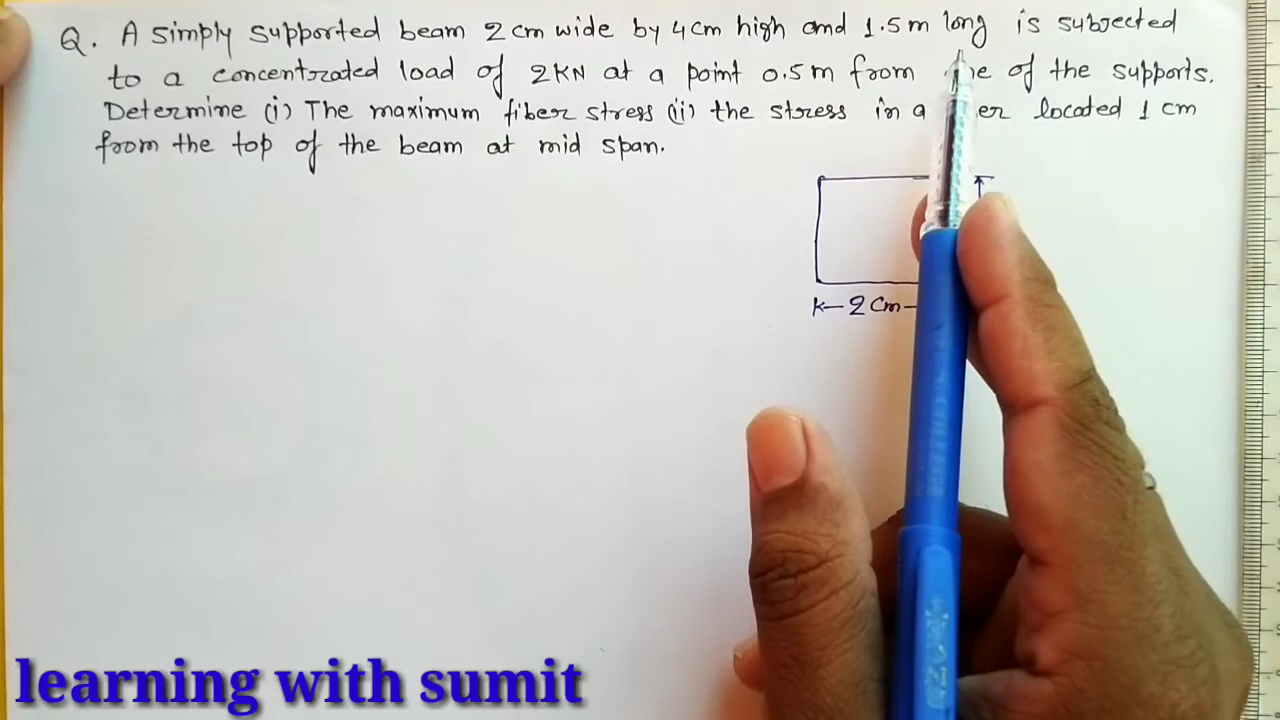 Q. A simply supported beam 2 cm wide by 4 cm high and 1.5 m long is subjected
to a concentrated load of 2KN at a point 0.5 m from of the supports.
Determine (i) The maximum fiber stress (ii) the stress in a located 1 cm
from the top of the beam at mid span.
2 cm
learning with sumit